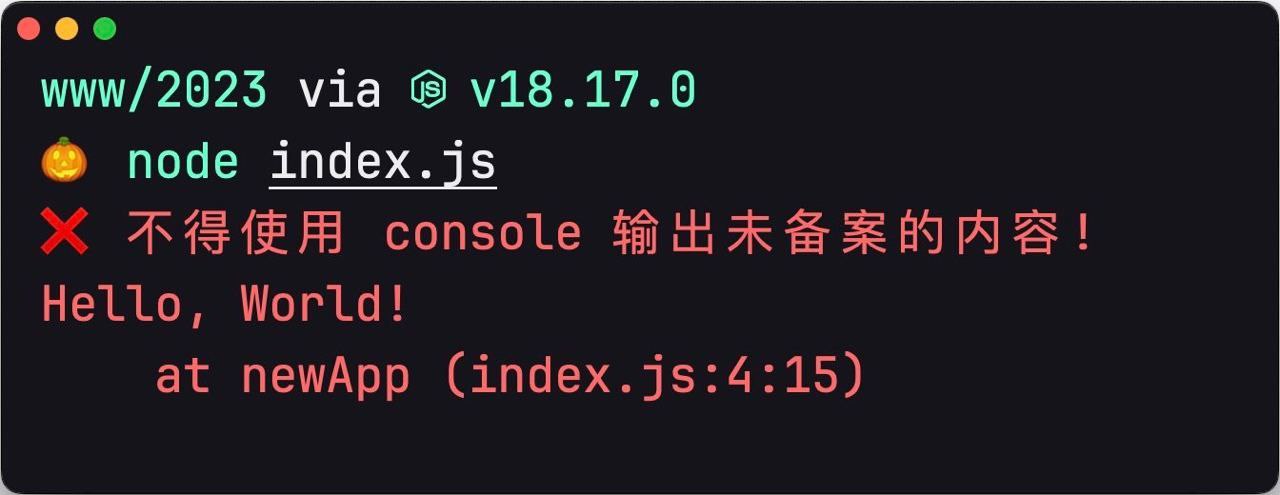 www/2023 via JS v18.17.0
node index.js
不得使用 console 输出未备案的内容！
Hello, World!
at newApp (index.js:4:15)